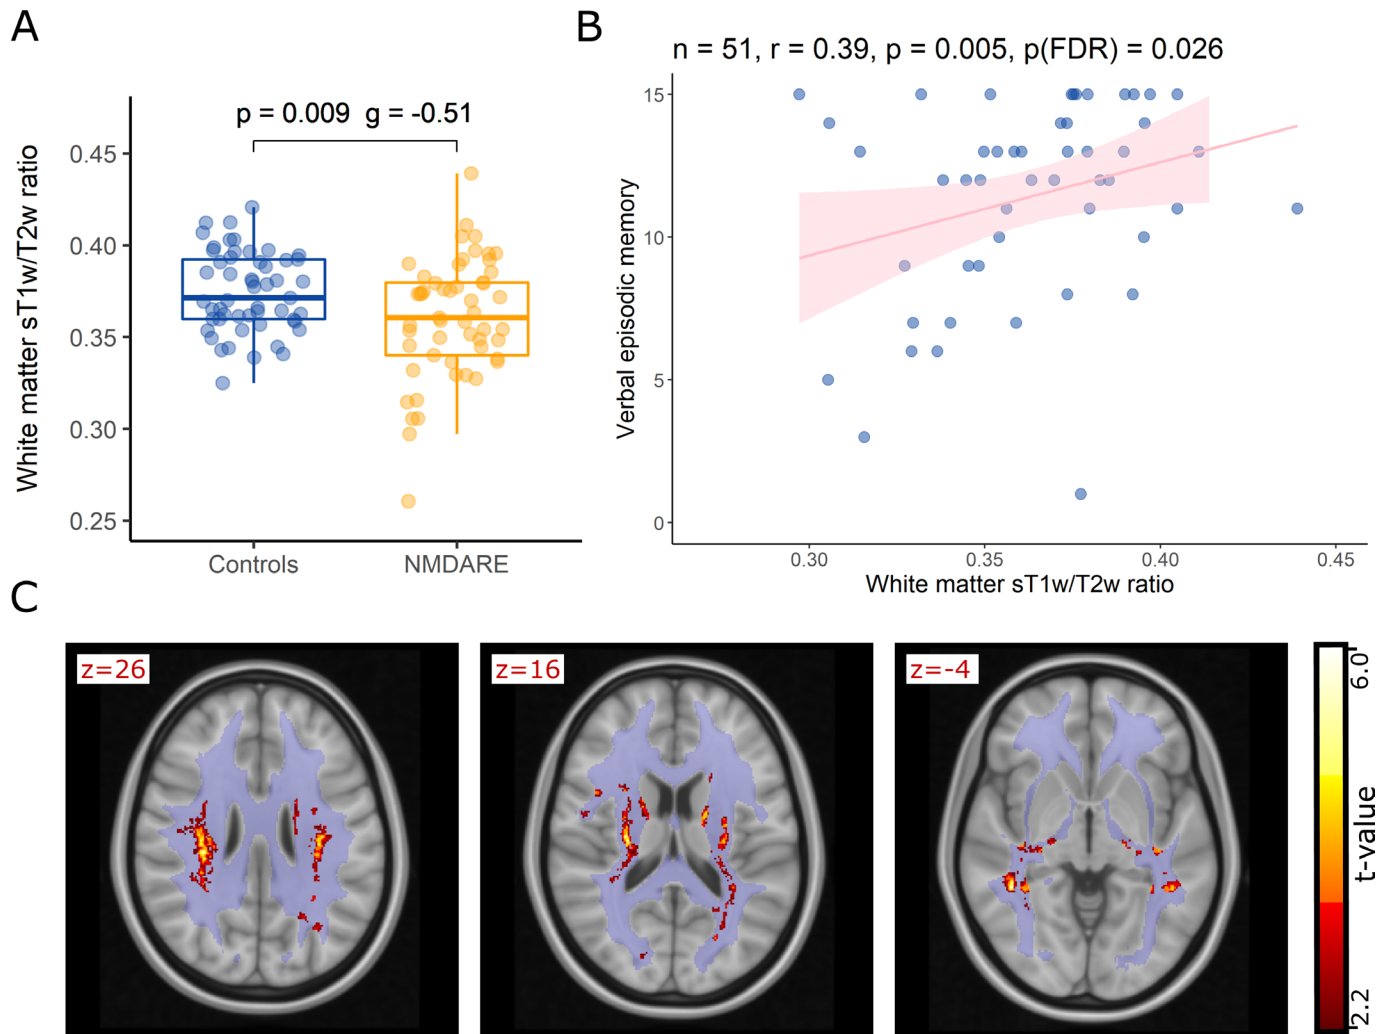 A
p = 0.009 g = -0.51
White matter sT1w/T2w ratio
0.45
0.40
0.35
0.30
0.25
Controls
NMDARE
B
n = 51, r = 0.39, p = 0.005, p(FDR) = 0.026
Verbal episodic memory
15
10
5
0
0.30
0.35
0.40
0.45
White matter sT1w/T2w ratio
C
z=26
z=16
z=-4
6.0
t-value
2.2